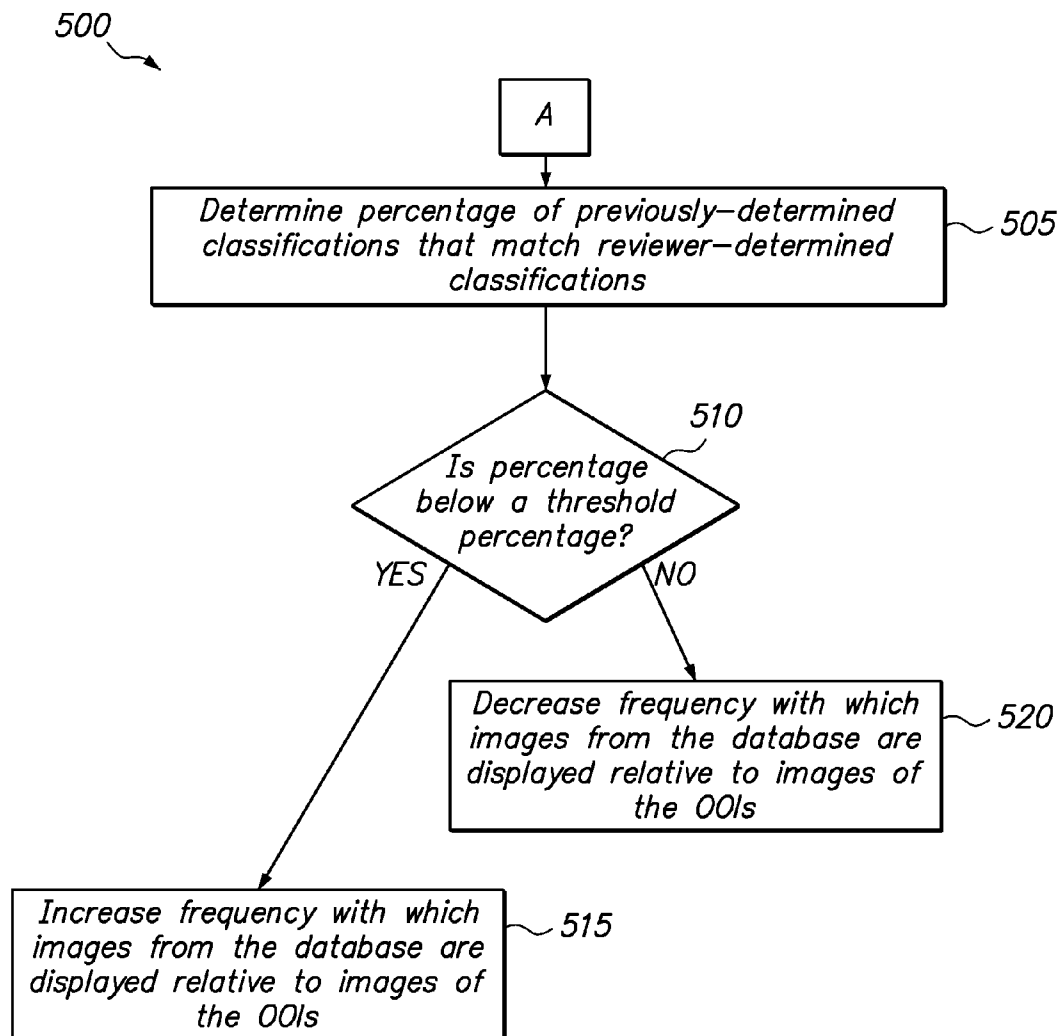 500
A
Determine percentage of previously-determined
classifications that match reviewer-determined
classifications
505
510
Is percentage
below a threshold
percentage?
YES
NO
Decrease frequency with which
images from the database are
displayed relative to images of
the OOIs
520
Increase frequency with which
images from the database are
displayed relative to images of
the OOIs
515